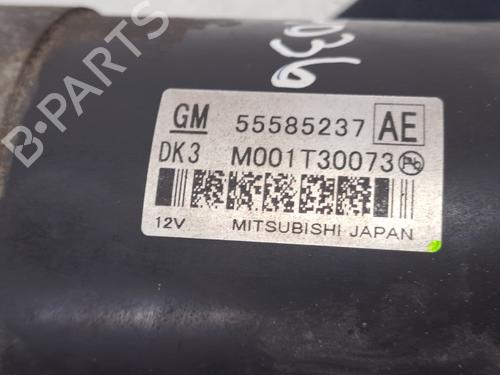 B-PARTS
GM 55585237 AE
DK3 M001T30073 Pb
12V MITSUBISHI JAPAN